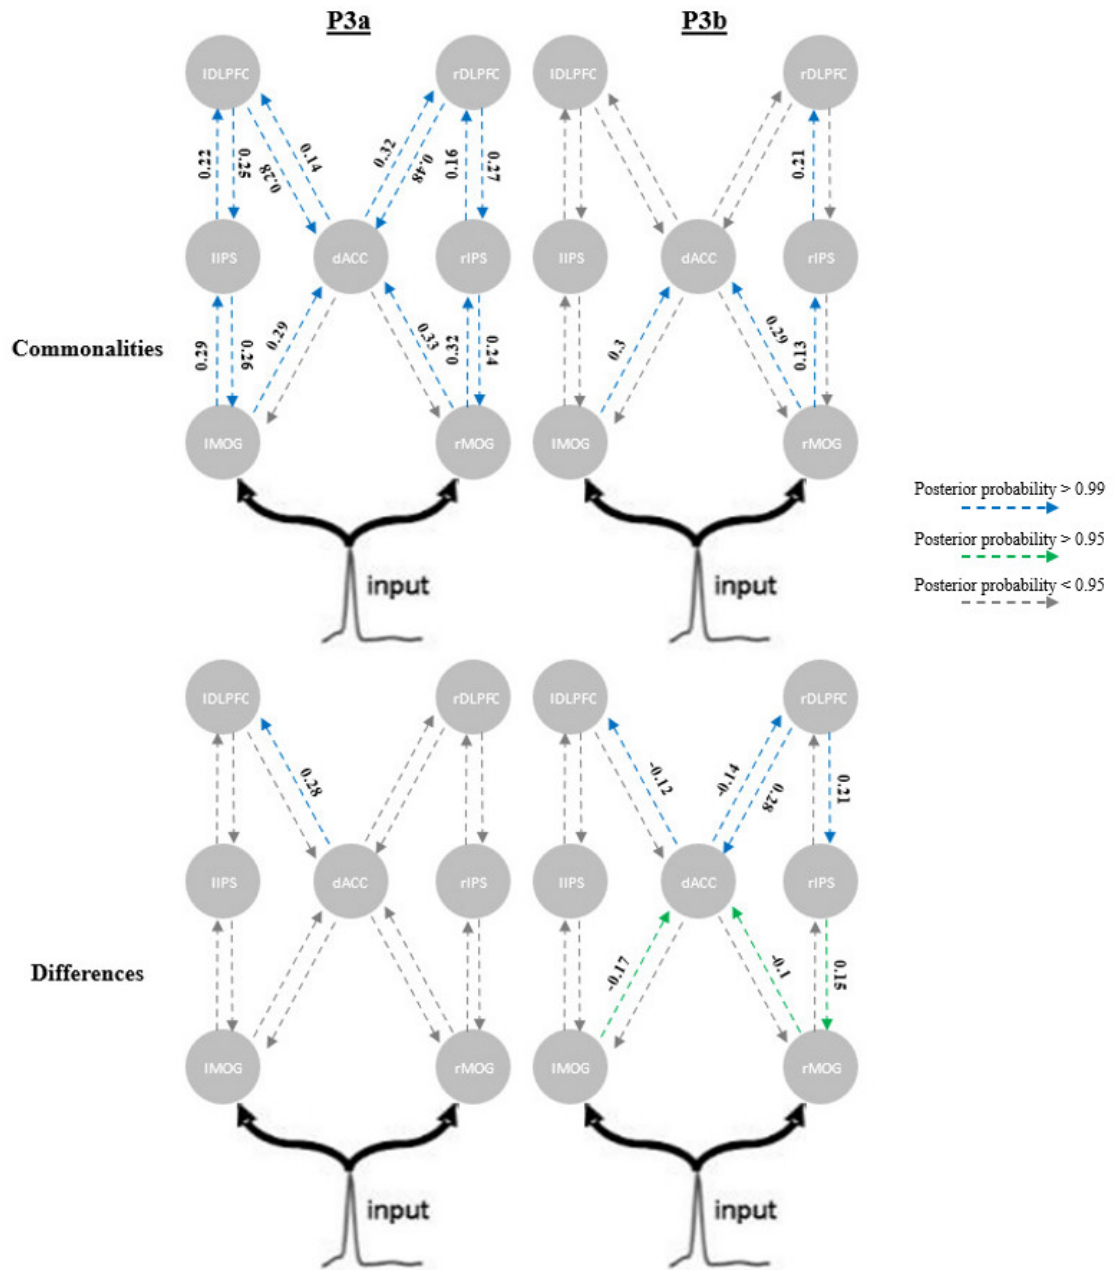 P3a
P3b
lDLPFC
rDLPFC
lDLPFC
rDLPFC
0.22
0.25
0.28
0.14
0.32
0.48
0.16
0.27
0.21
lIPS
dACC
rIPS
lIPS
dACC
rIPS
Commonalities
0.29
0.26
0.29
0.33
0.32
0.24
0.3
0.29
0.13
lMOG
rMOG
lMOG
rMOG
input
input
Posterior probability > 0.99
Posterior probability > 0.95
Posterior probability < 0.95
lDLPFC
rDLPFC
lDLPFC
rDLPFC
0.28
-0.12
-0.14
0.28
0.21
lIPS
dACC
rIPS
lIPS
dACC
rIPS
Differences
-0.17
-0.1
0.15
lMOG
rMOG
lMOG
rMOG
input
input